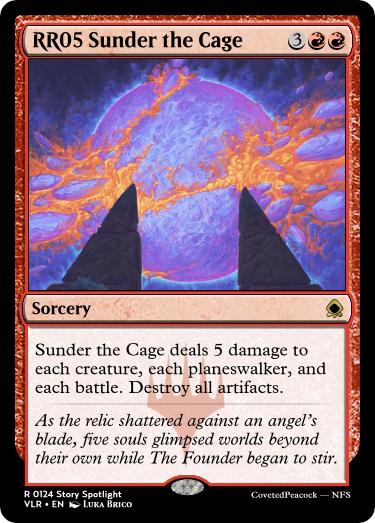 RR05 Sunder the Cage 3
Sorcery
Sunder the Cage deals 5 damage to
each creature, each planeswalker, and
each battle. Destroy all artifacts.
As the relic shattered against an angel's
blade, five souls glimpsed worlds beyond
their own while The Founder began to stir.
R 0124 Story Spotlight
VLR • EN Luka Brico
CovetedPeacock — NFS